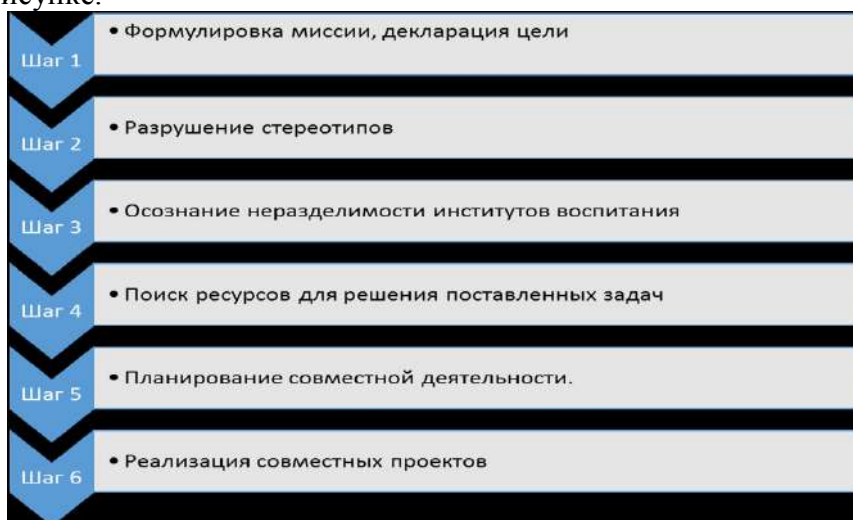 исунке.
• Формулировка миссии, декларация цели
Шаг 1
• Разрушение стереотипов
Шаг 2
• Осознание неразделимости институтов воспитания
Шаг 3
• Поиск ресурсов для решения поставленных задач
Шаг 4
• Планирование совместной деятельности.
Шаг 5
• Реализация совместных проектов
Шаг 6